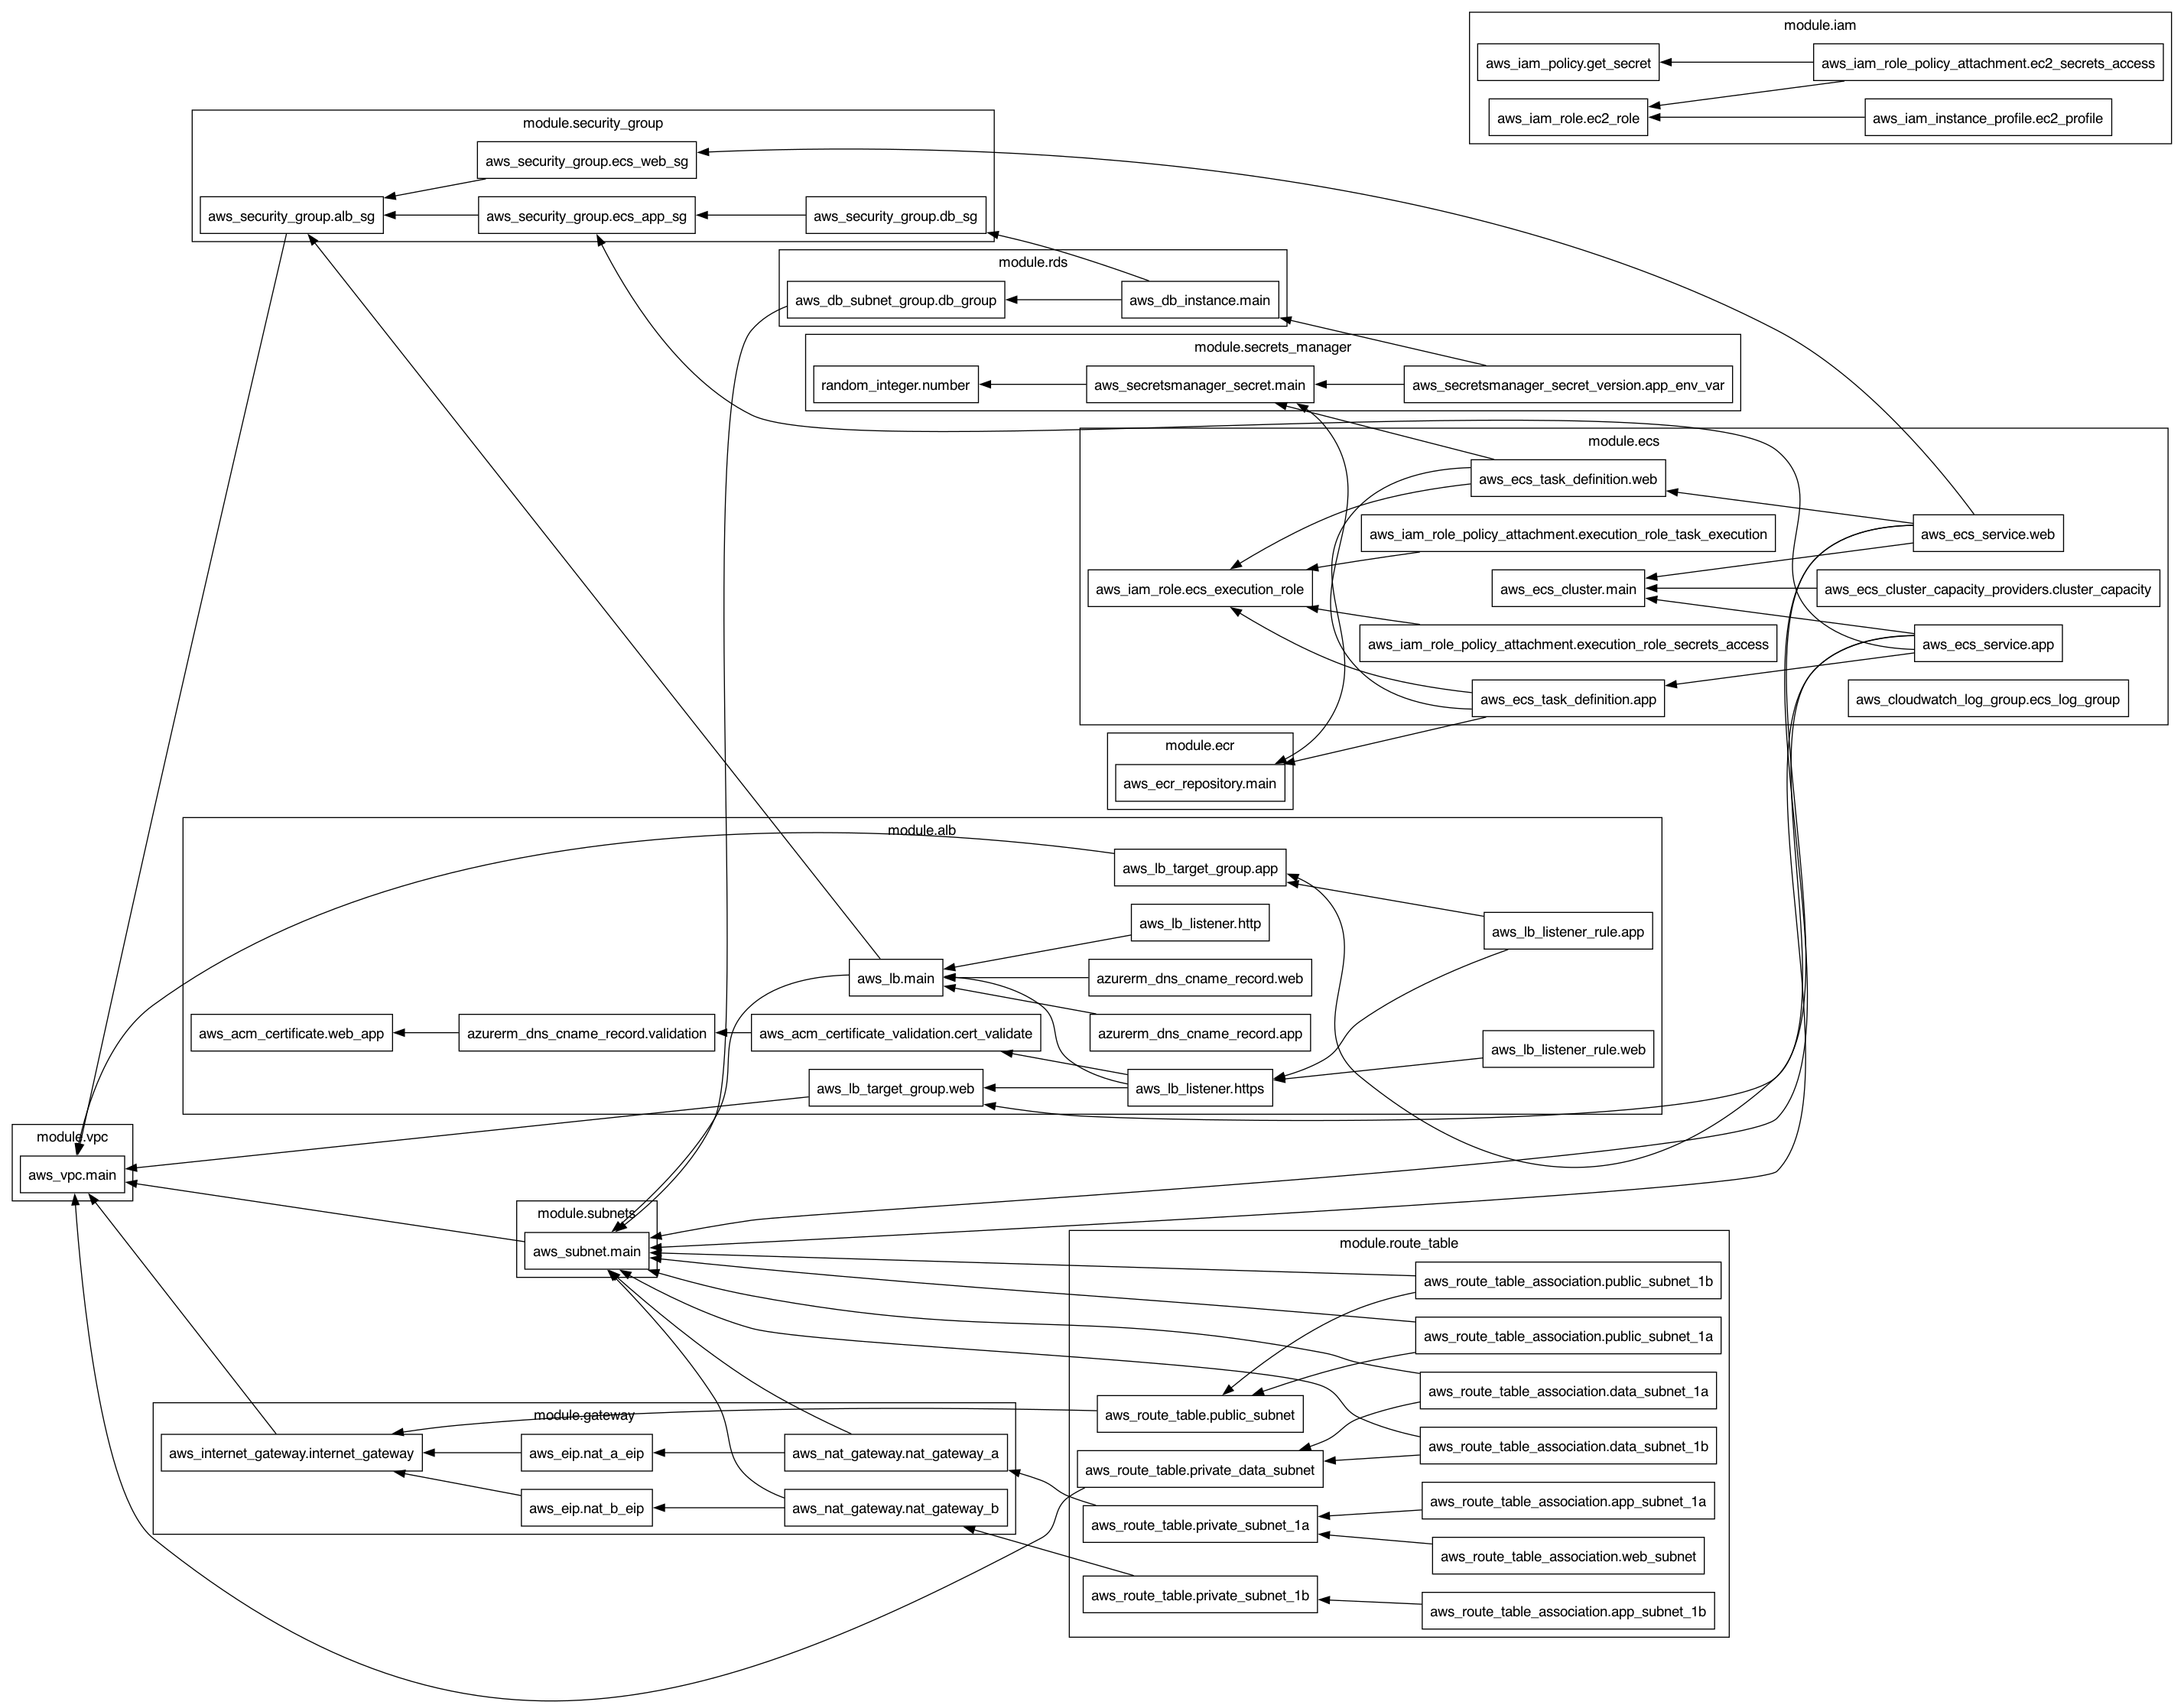 module.iam
aws_iam_policy.get_secret
aws_iam_role_policy_attachment.ec2_secrets_access
aws_iam_role.ec2_role
aws_iam_instance_profile.ec2_profile
module.security_group
aws_security_group.ecs_web_sg
aws_security_group.alb_sg
aws_security_group.ecs_app_sg
aws_security_group.db_sg
module.rds
aws_db_subnet_group.db_group
aws_db_instance.main
module.secrets_manager
random_integer.number
aws_secretsmanager_secret.main
aws_secretsmanager_secret_version.app_env_var
module.ecs
aws_ecs_task_definition.web
aws_iam_role_policy_attachment.execution_role_task_execution
aws_ecs_service.web
aws_iam_role.ecs_execution_role
aws_ecs_cluster.main
aws_ecs_cluster_capacity_providers.cluster_capacity
aws_iam_role_policy_attachment.execution_role_secrets_access
aws_ecs_service.app
aws_ecs_task_definition.app
aws_cloudwatch_log_group.ecs_log_group
module.ecr
aws_ecr_repository.main
module.alb
aws_lb_target_group.app
aws_lb_listener.http
aws_lb_listener_rule.app
aws_lb.main
azurerm_dns_cname_record.web
aws_acm_certificate.web_app
azurerm_dns_cname_record.validation
aws_acm_certificate_validation.cert_validate
azurerm_dns_cname_record.app
aws_lb_listener_rule.web
aws_lb_target_group.web
aws_lb_listener.https
module.vpc
aws_vpc.main
module.subnets
aws_subnet.main
module.route_table
aws_route_table_association.public_subnet_1b
aws_route_table_association.public_subnet_1a
aws_route_table_association.data_subnet_1a
aws_route_table.public_subnet
aws_route_table_association.data_subnet_1b
aws_route_table.private_data_subnet
aws_route_table_association.app_subnet_1a
aws_route_table.private_subnet_1a
aws_route_table_association.web_subnet
aws_route_table.private_subnet_1b
aws_route_table_association.app_subnet_1b
module.gateway
aws_internet_gateway.internet_gateway
aws_eip.nat_a_eip
aws_nat_gateway.nat_gateway_a
aws_eip.nat_b_eip
aws_nat_gateway.nat_gateway_b